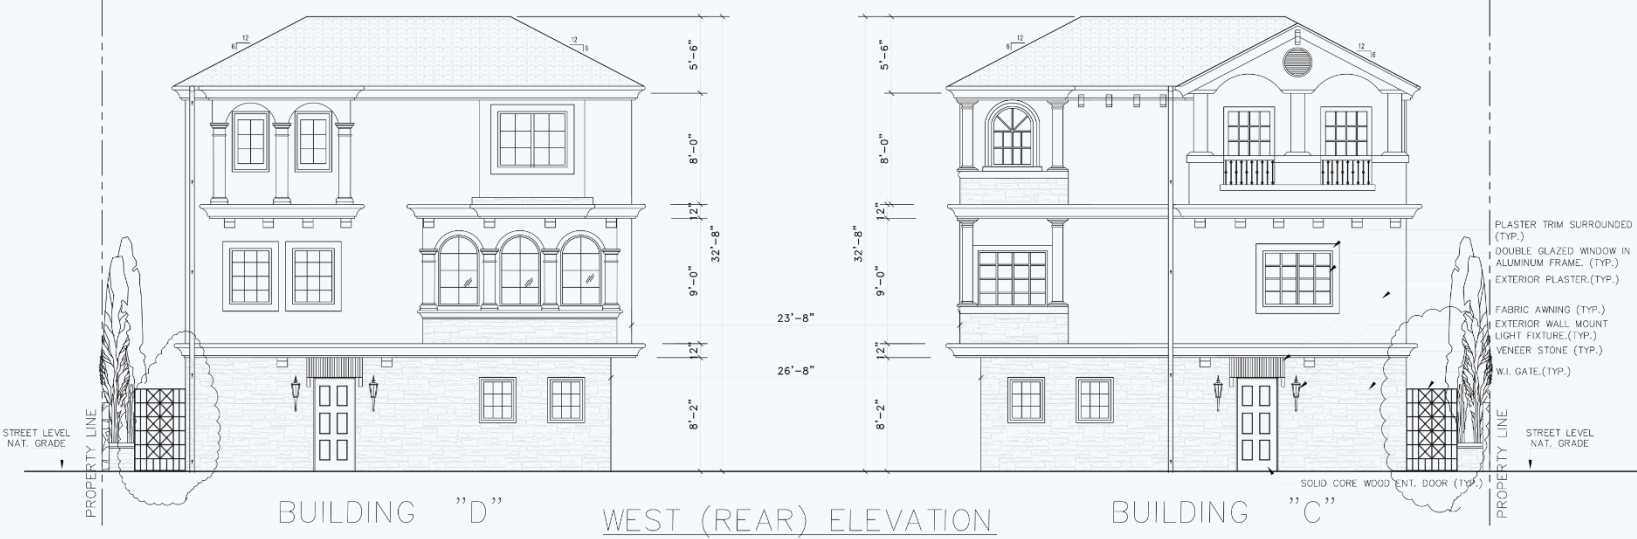 12
6
12
6
5'-6"
8'-0"
12"
9'-0"
12"
8'-2"
32'-8"
23'-8"
26'-8"
32'-8"
5'-6"
8'-0"
12"
9'-0"
12"
8'-2"
12
6
12
6
PLASTER TRIM SURROUNDED
(TYP.)
DOUBLE GLAZED WINDOW IN
ALUMINUM FRAME. (TYP.)
EXTERIOR PLASTER.(TYP.)
FABRIC AWNING (TYP.)
EXTERIOR WALL MOUNT
LIGHT FIXTURE.(TYP.)
VENEER STONE (TYP.)
W.I. GATE.(TYP.)
STREET LEVEL
NAT. GRADE
PROPERTY LINE
PROPERTY LINE
STREET LEVEL
NAT. GRADE
SOLID CORE WOOD ENT. DOOR (TYP.)
BUILDING "D"
BUILDING "C"
WEST (REAR) ELEVATION